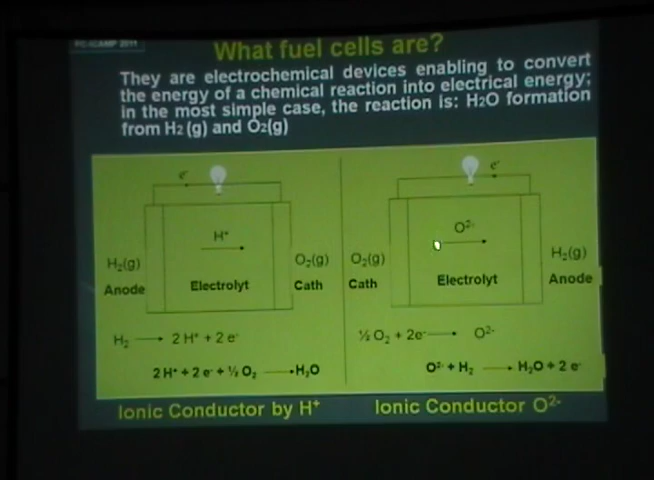 What fuel cells are?
They are electrochemical devices enabling to convert
the energy of a chemical reaction into electrical energy;
in the most simple case, the reaction is: H₂O formation
from H₂ (g) and O₂(g)
e⁻
H⁺
H₂(g)
Anode
Electrolyt
O₂(g)
Cath
H₂ → 2 H⁺ + 2 e⁻
2 H⁺ + 2 e⁻ + ½ O₂ → H₂O
Ionic Conductor by H⁺
e⁻
O²⁻
O₂(g)
Cath
Electrolyt
H₂(g)
Anode
½ O₂ + 2e⁻ → O²⁻
O²⁻ + H₂ → H₂O + 2 e⁻
Ionic Conductor O²⁻